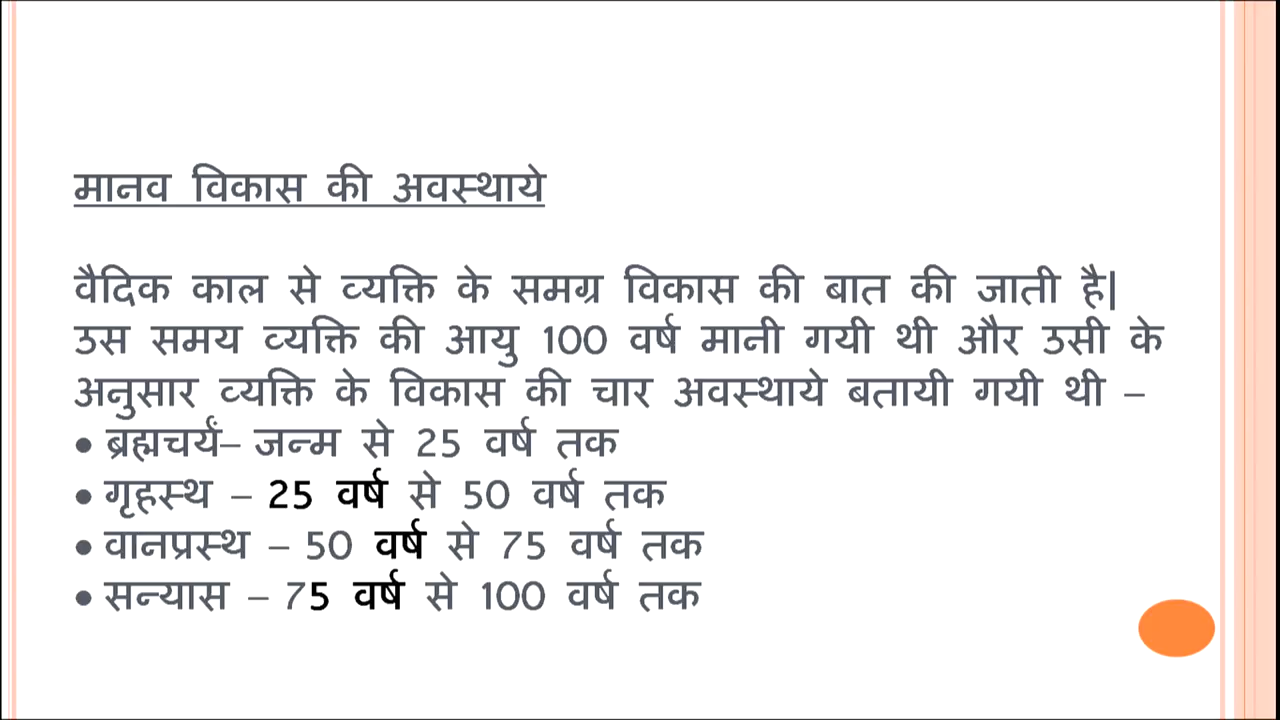 मानव विकास की अवस्थाये
वैदिक काल से व्यक्ति के समग्र विकास की बात की जाती है|
उस समय व्यक्ति की आयु 100 वर्ष मानी गयी थी और उसी के
अनुसार व्यक्ति के विकास की चार अवस्थाये बतायी गयी थी –
• ब्रह्मचर्यं– जन्म से 25 वर्ष तक
• गृहस्थ – 25 वर्ष से 50 वर्ष तक
• वानप्रस्थ – 50 वर्ष से 75 वर्ष तक
• सन्यास – 75 वर्ष से 100 वर्ष तक